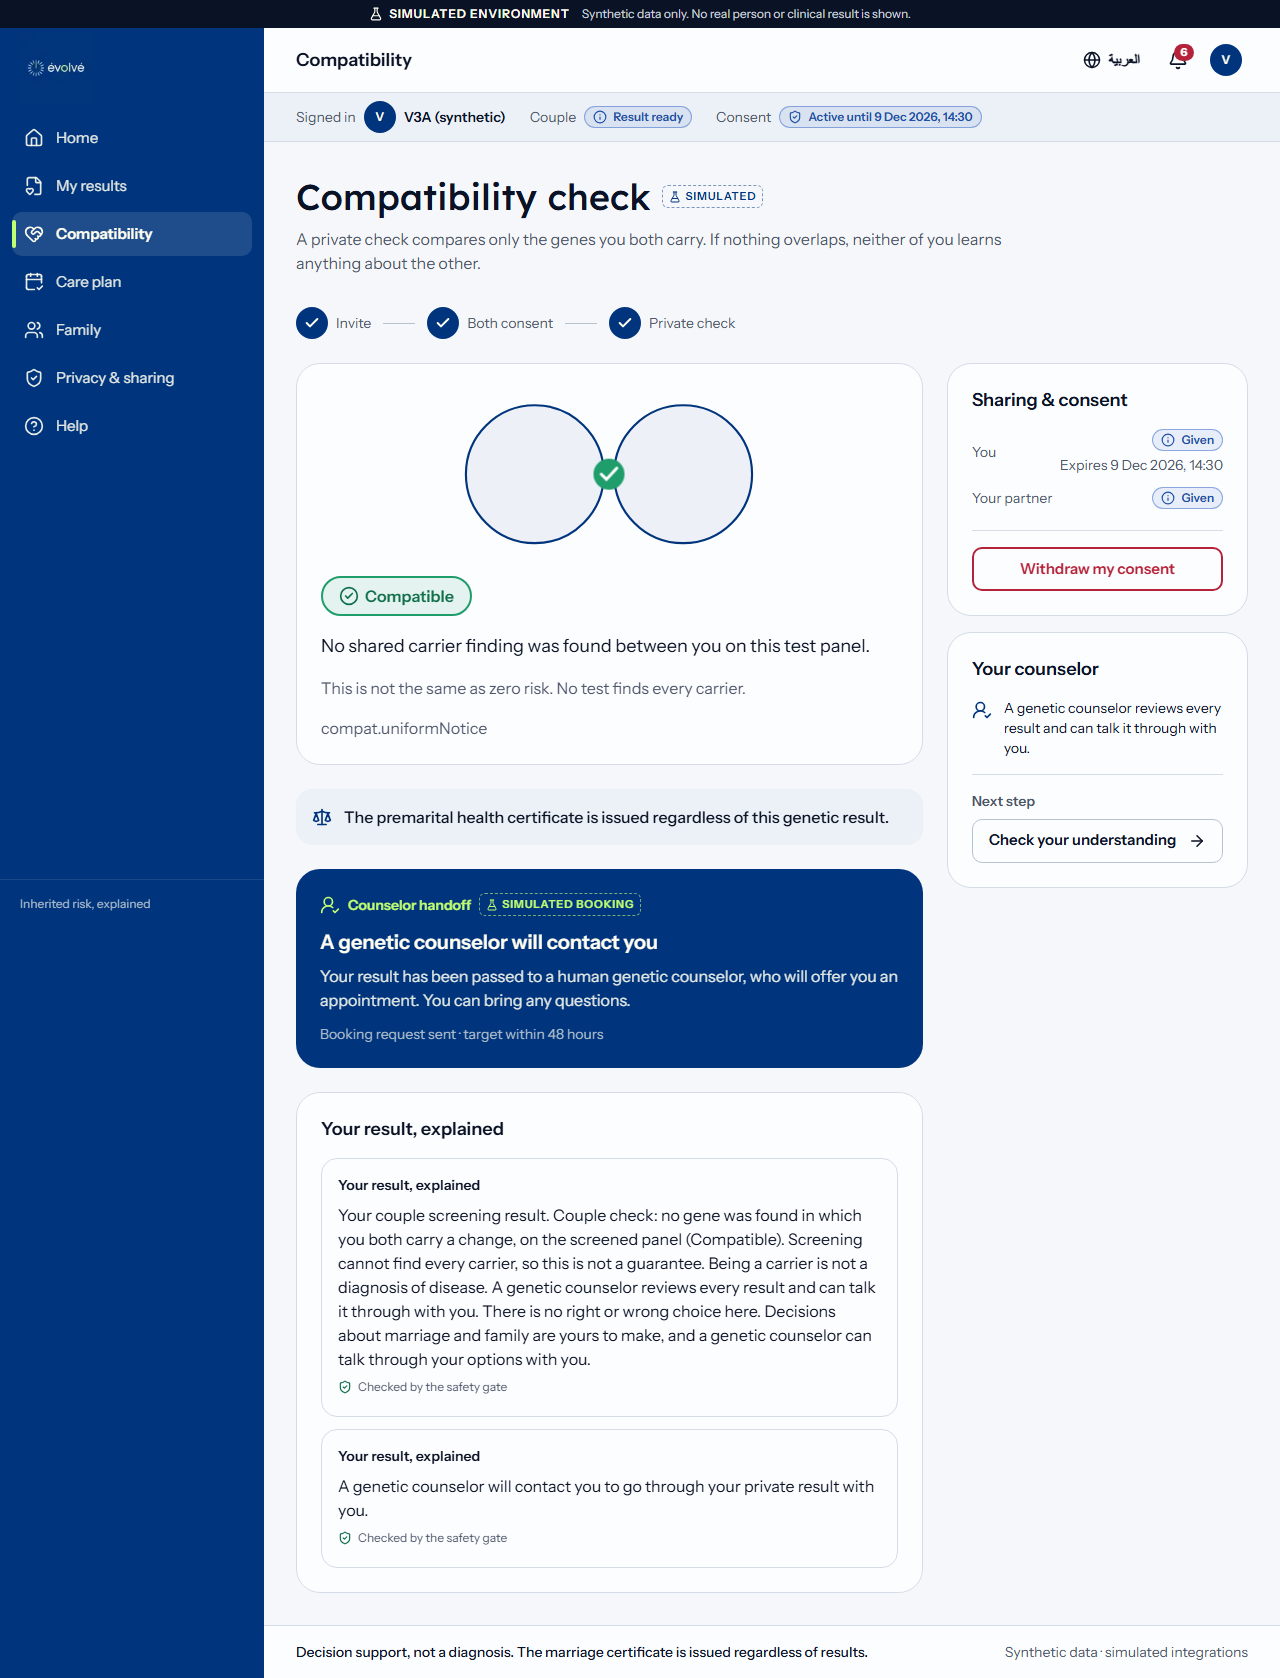 SIMULATED ENVIRONMENT Synthetic data only. No real person or clinical result is shown.
évolvé
Home
My results
Compatibility
Care plan
Family
Privacy & sharing
Help
Inherited risk, explained
Compatibility
العربية
6
V
Signed in V V3A (synthetic) Couple Result ready Consent Active until 9 Dec 2026, 14:30
Compatibility check SIMULATED
A private check compares only the genes you both carry. If nothing overlaps, neither of you learns
anything about the other.
Invite Both consent Private check
Compatible
No shared carrier finding was found between you on this test panel.
This is not the same as zero risk. No test finds every carrier.
compat.uniformNotice
The premarital health certificate is issued regardless of this genetic result.
Counselor handoff SIMULATED BOOKING
A genetic counselor will contact you
Your result has been passed to a human genetic counselor, who will offer you an
appointment. You can bring any questions.
Booking request sent · target within 48 hours
Your result, explained
Your result, explained
Your couple screening result. Couple check: no gene was found in which
you both carry a change, on the screened panel (Compatible). Screening
cannot find every carrier, so this is not a guarantee. Being a carrier is not a
diagnosis of disease. A genetic counselor reviews every result and can talk
it through with you. There is no right or wrong choice here. Decisions
about marriage and family are yours to make, and a genetic counselor can
talk through your options with you.
Checked by the safety gate
Your result, explained
A genetic counselor will contact you to go through your private result with
you.
Checked by the safety gate
Sharing & consent
You Given
Expires 9 Dec 2026, 14:30
Your partner Given
Withdraw my consent
Your counselor
A genetic counselor reviews every
result and can talk it through with
you.
Next step
Check your understanding
Decision support, not a diagnosis. The marriage certificate is issued regardless of results.
Synthetic data · simulated integrations